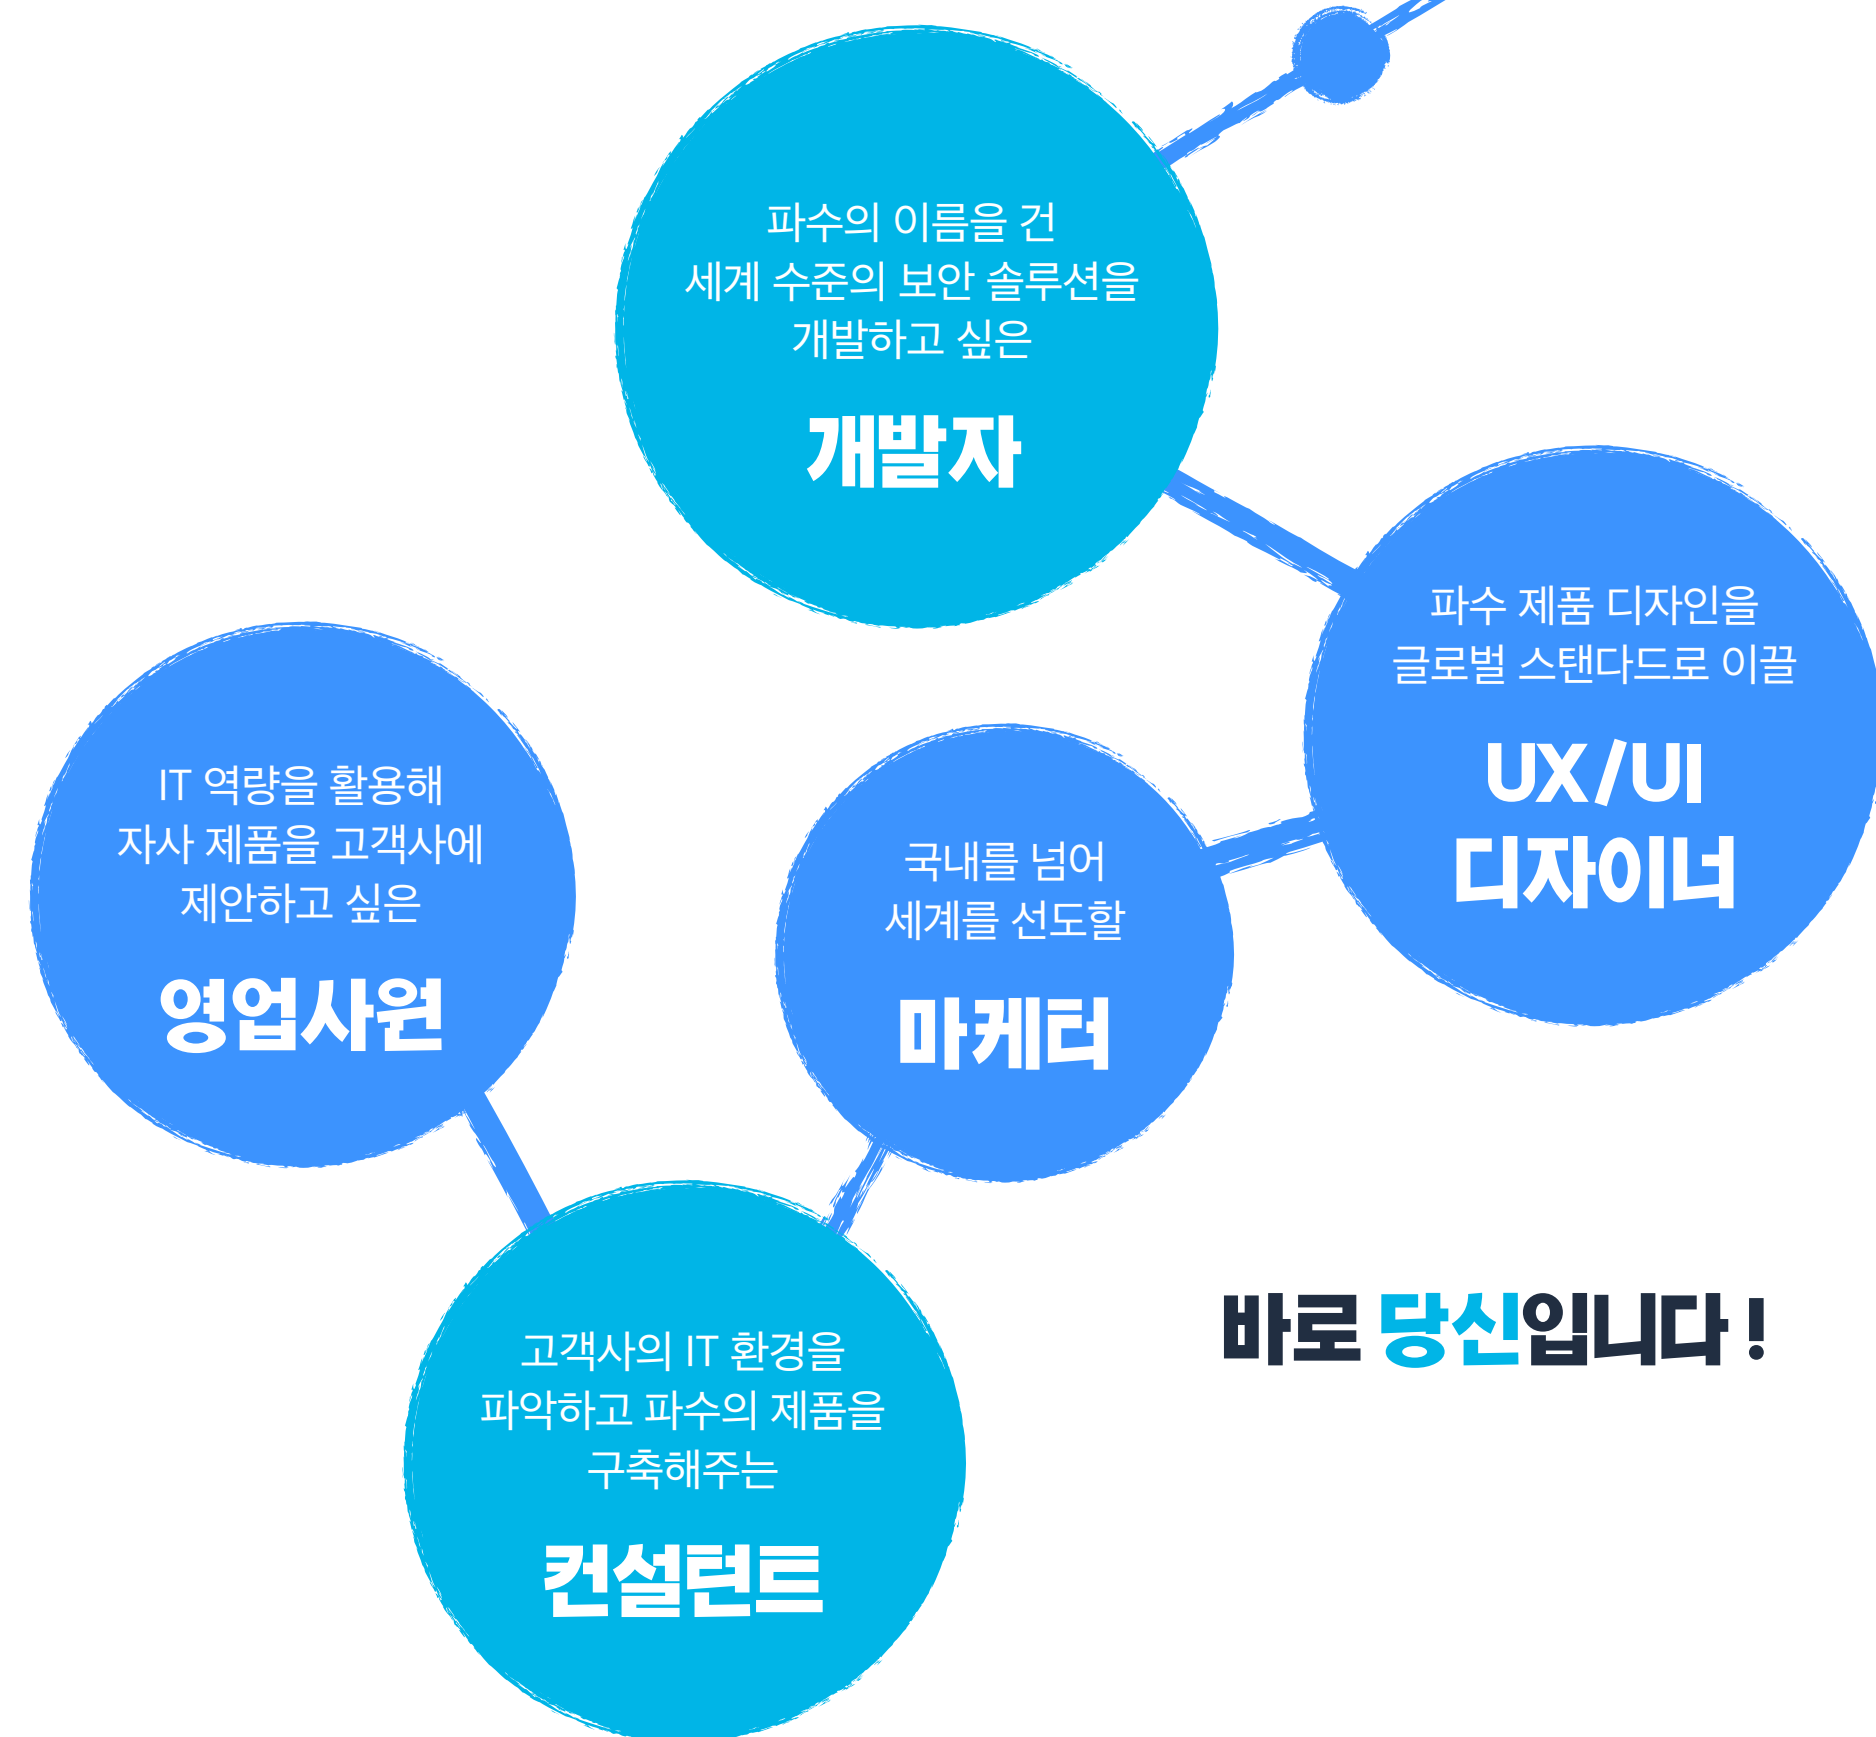 파수의 이름을 건
세계 수준의 보안 솔루션을
개발하고 싶은
개발자
파수 제품 디자인을
글로벌 스탠다드로 이끌
UX/UI
디자이너
IT 역량을 활용해
자사 제품을 고객사에
제안하고 싶은
영업사원
국내를 넘어
세계를 선도할
마케터
고객사의 IT 환경을
파악하고 파수의 제품을
구축해주는
컨설턴트
바로 당신입니다!